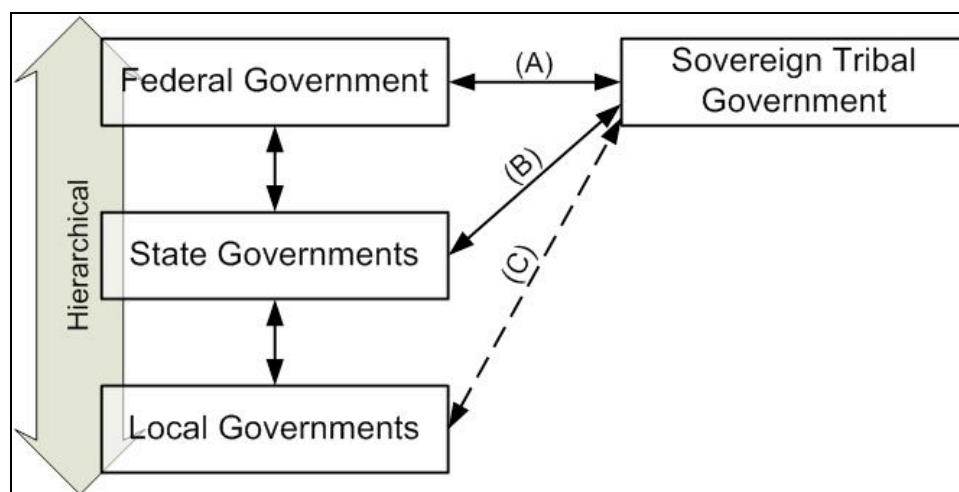 Federal Government
(A)
Sovereign Tribal
Government
(B)
State Governments
Hierarchical
(C)
Local Governments